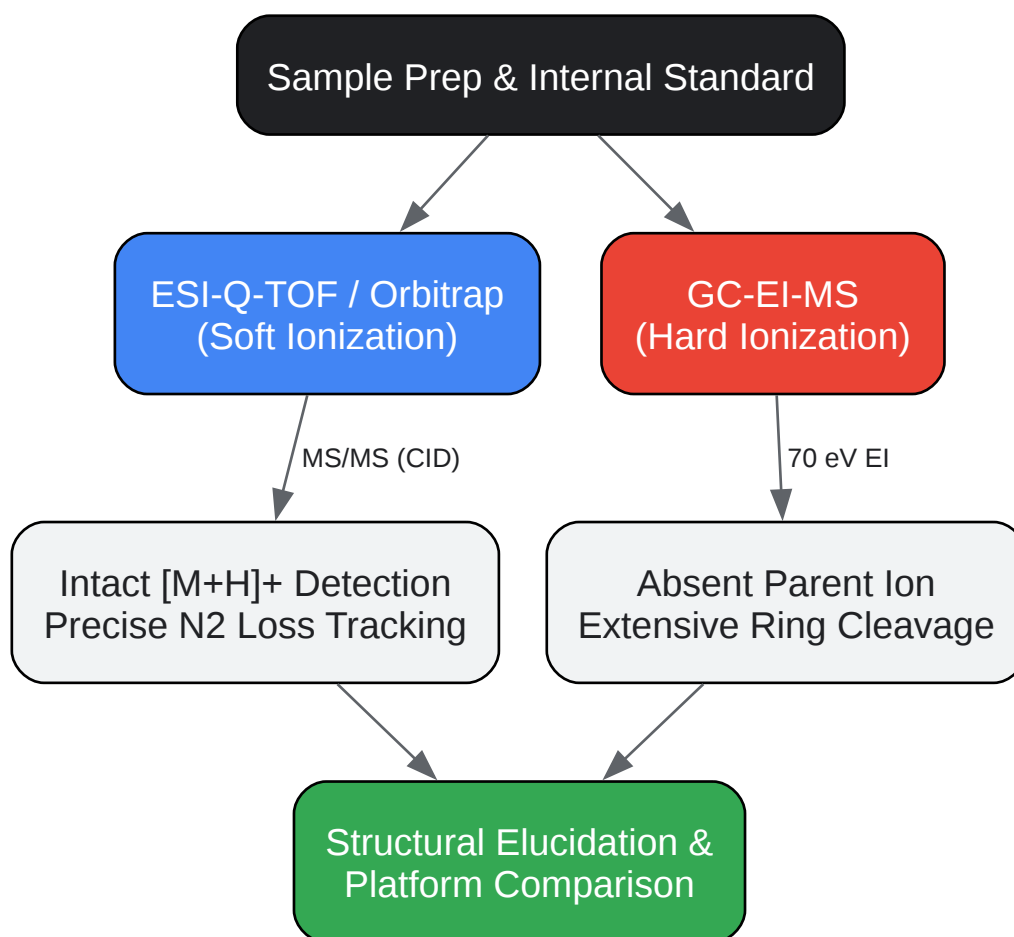 Sample Prep & Internal Standard
ESI-Q-TOF / Orbitrap
(Soft Ionization)
GC-EI-MS
(Hard Ionization)
MS/MS (CID)
70 eV EI
Intact [M+H]+ Detection
Precise N2 Loss Tracking
Absent Parent Ion
Extensive Ring Cleavage
Structural Elucidation &
Platform Comparison